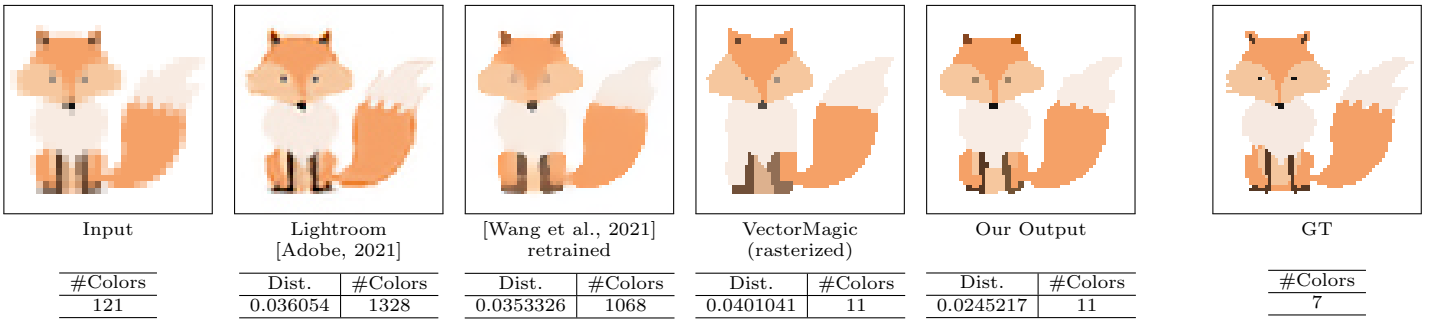 Input
Lightroom
[Adobe, 2021]
[Wang et al., 2021]
retrained
VectorMagic
(rasterized)
Our Output
GT
#Colors
121
Dist. #Colors
0.036054 1328
Dist. #Colors
0.0353326 1068
Dist. #Colors
0.0401041 11
Dist. #Colors
0.0245217 11
#Colors
7